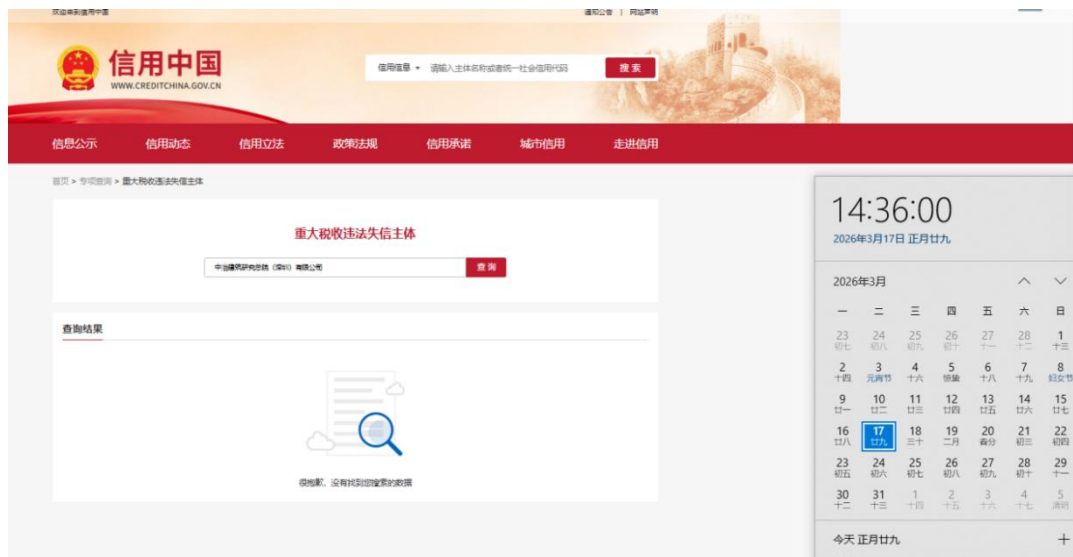 欢迎来到信用中国
通知公告 | 网站声明
信用中国
WWW.CREDITCHINA.GOV.CN
信用信息 请输入主体名称或者统一社会信用代码 搜索
信息公示 信用动态 信用立法 政策法规 信用承诺 城市信用 走进信用
首页 > 专项查询 > 重大税收违法失信主体
重大税收违法失信主体
中冶建筑研究总院（深圳）有限公司 查询
查询结果
很抱歉，没有找到您搜索的数据
14:36:00
2026年3月17日 正月廿九
2026年3月
一 二 三 四 五 六 日
23 24 25 26 27 28 1
初七 初八 初九 初十 十一 十二 十三
2 3 4 5 6 7 8
十四 元宵节 十六 惊蛰 十八 十九 妇女节
9 10 11 12 13 14 15
廿一 廿二 廿三 廿四 廿五 廿六 廿七
16 17 18 19 20 21 22
廿八 廿九 三十 二月 春分 初三 初四
23 24 25 26 27 28 29
初五 初六 初七 初八 初九 初十 十一
30 31 1 2 3 4 5
十二 十三 十四 十五 十六 十七 清明
今天 正月廿九